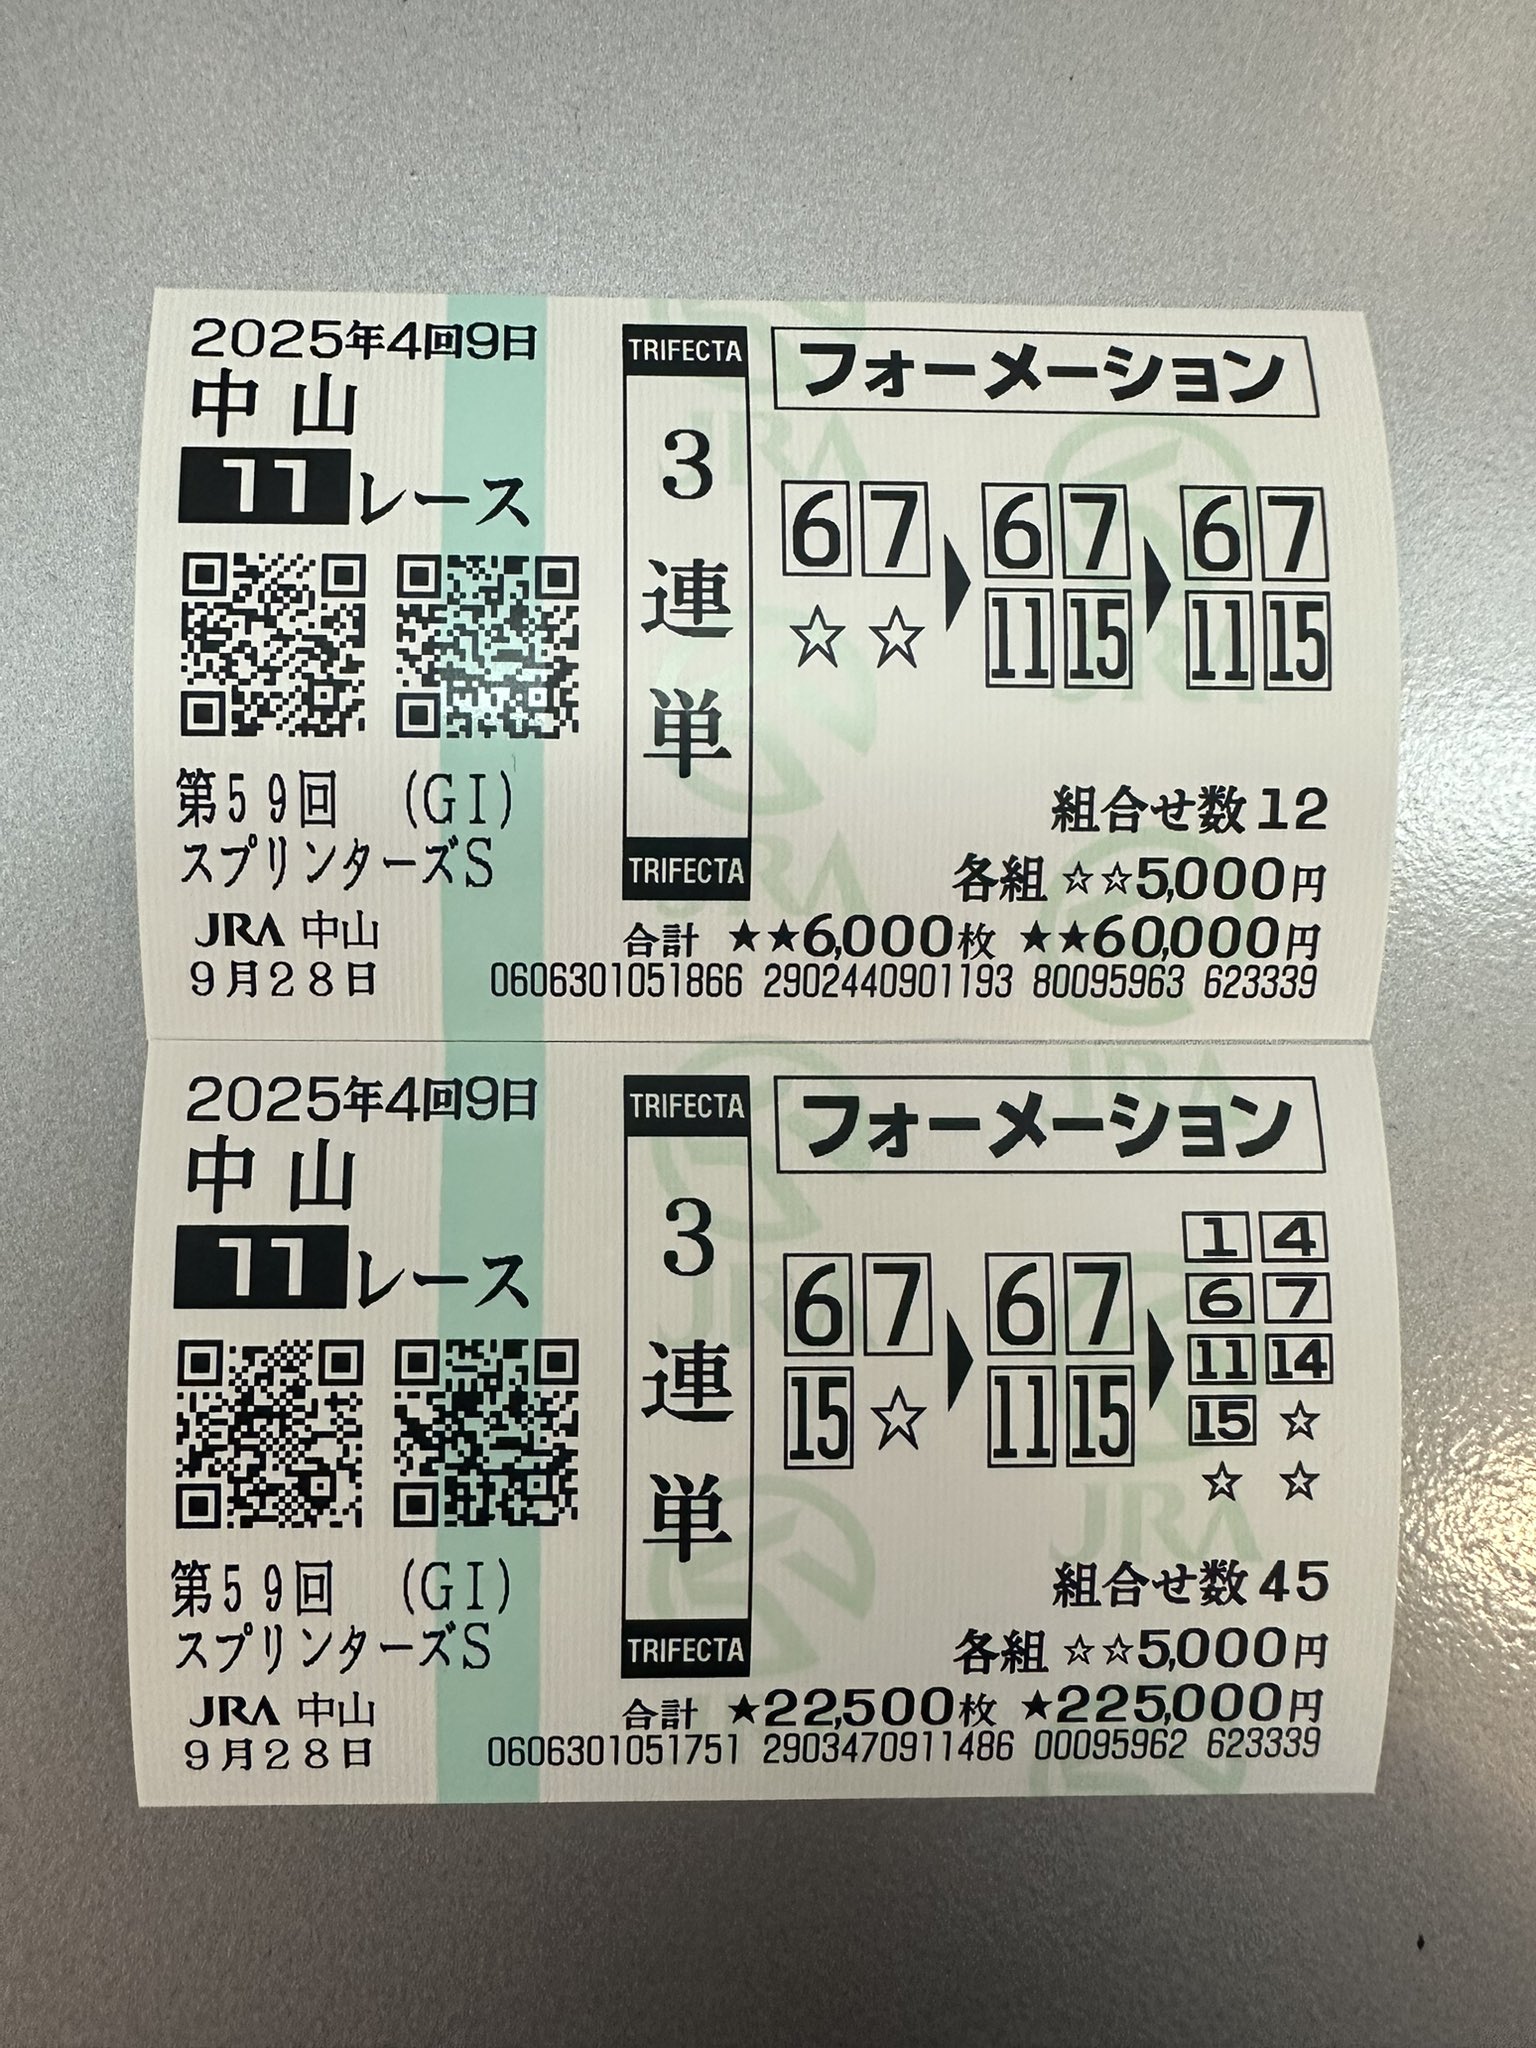 2025年4回9日
中山
11レース
第59回 (GI)
スプリンターズS
JRA 中山
9月28日
TRIFECTA
3連単
TRIFECTA
フォーメーション
6 7 ▶ 6 7 ▶ 6 7
☆ ☆ 11 15 11 15
組合せ数12
各組 ☆☆5,000円
合計 ★★6,000枚 ★★60,000円
0606301051866 2902440901193 80095963 623339
2025年4回9日
中山
11レース
第59回 (GI)
スプリンターズS
JRA 中山
9月28日
TRIFECTA
3連単
TRIFECTA
フォーメーション
1 4
6 7 ▶ 6 7 ▶ 6 7
15 ☆ 11 15 11 14
15 ☆
☆ ☆
組合せ数45
各組 ☆☆5,000円
合計 ★22,500枚 ★225,000円
0606301051751 2903470911486 00095962 623339